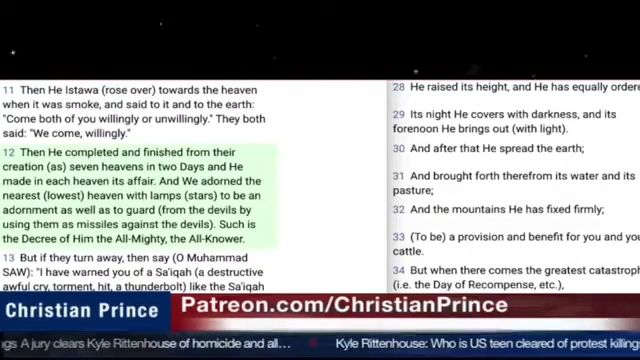 11 Then He Istawa (rose over) towards the heaven
when it was smoke, and said to it and to the earth:
"Come both of you willingly or unwillingly." They both
said: "We come, willingly."
12 Then He completed and finished from their
creation (as) seven heavens in two Days and He
made in each heaven its affair. And We adorned the
nearest (lowest) heaven with lamps (stars) to be an
adornment as well as to guard (from the devils by
using them as missiles against the devils). Such is
the Decree of Him the All-Mighty, the All-Knower.
13 But if they turn away, then say (O Muhammad
SAW): "I have warned you of a Sa'iqah (a destructive
awful cry, torment, hit, a thunderbolt) like the Sa'iqah
28 He raised its height, and He has equally ordere
29 Its night He covers with darkness, and its
forenoon He brings out (with light).
30 And after that He spread the earth;
31 And brought forth therefrom its water and its
pasture;
32 And the mountains He has fixed firmly;
33 (To be) a provision and benefit for you and you
cattle.
34 But when there comes the greatest catastroph
(i.e. the Day of Recompense, etc.),
Christian Prince
Patreon.com/ChristianPrince
ngs A jury clears Kyle Rittenhouse of homicide and all... Kyle Rittenhouse: Who is US teen cleared of protest killing